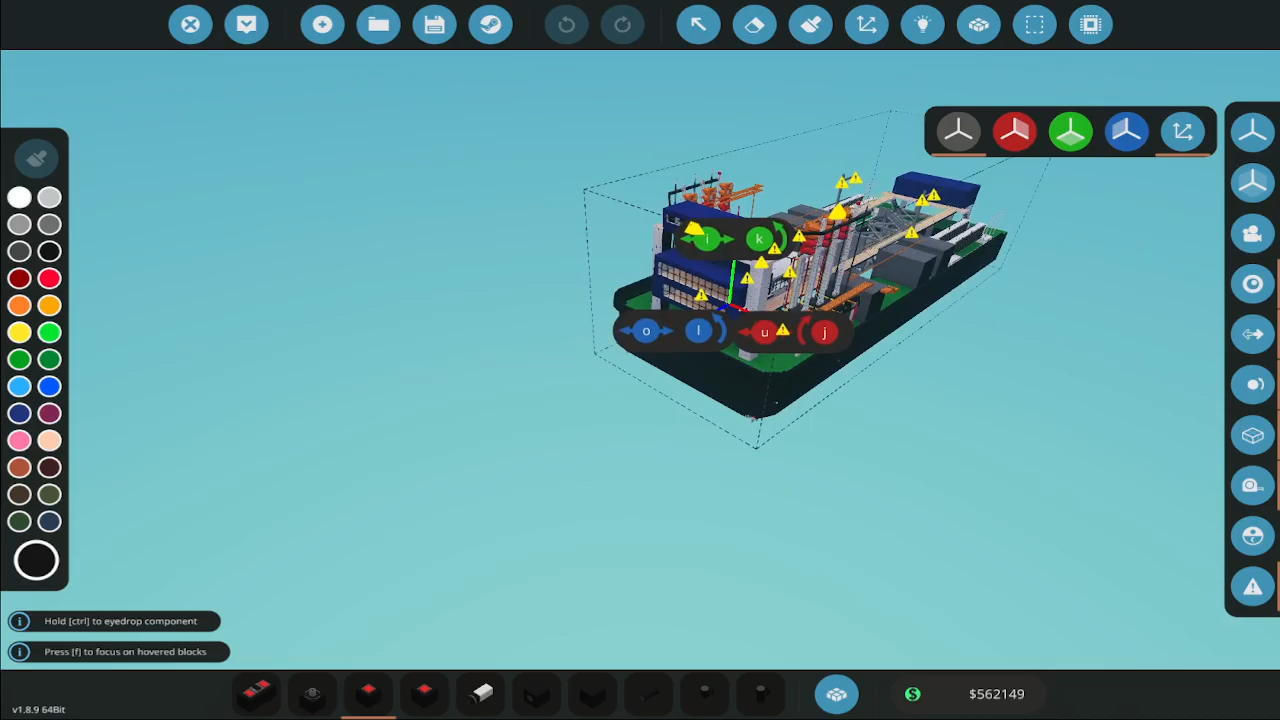 i
k
o
l
u
j
Hold [ctrl] to eyedrop component
Press [f] to focus on hovered blocks
v1.8.9 64Bit
$562149